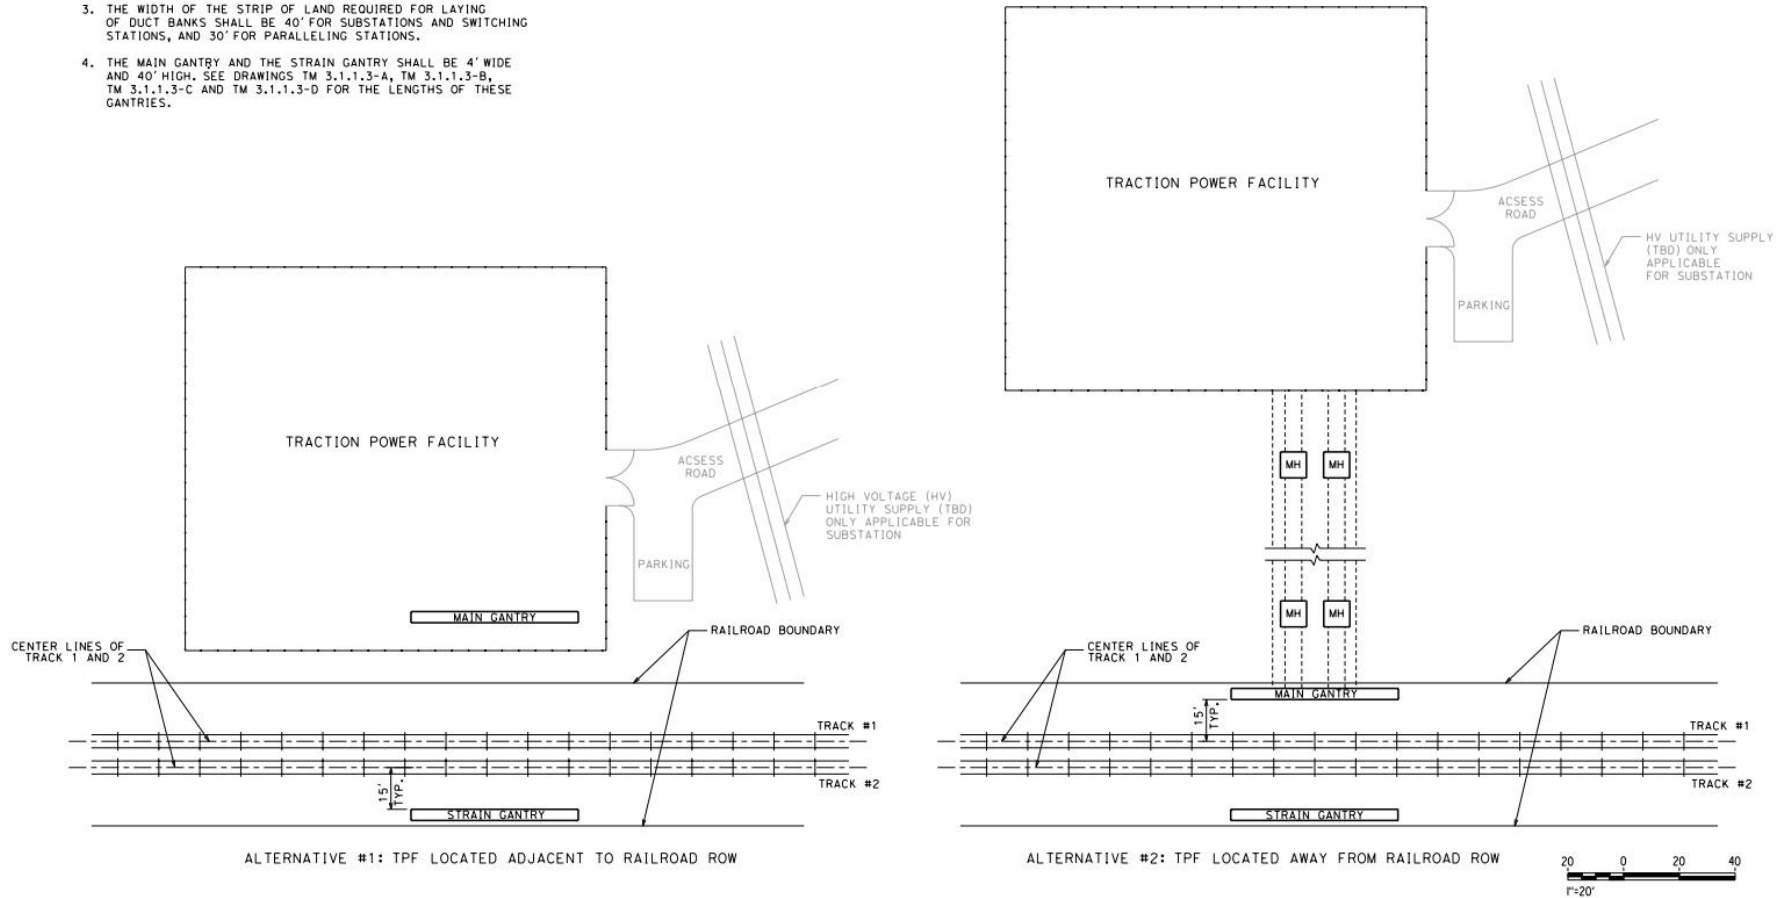 3. THE WIDTH OF THE STRIP OF LAND REQUIRED FOR LAYING
OF DUCT BANKS SHALL BE 40' FOR SUBSTATIONS AND SWITCHING
STATIONS, AND 30' FOR PARALLELING STATIONS.
4. THE MAIN GANTRY AND THE STRAIN GANTRY SHALL BE 4' WIDE
AND 40' HIGH. SEE DRAWINGS TM 3.1.1.3-A, TM 3.1.1.3-B,
TM 3.1.1.3-C AND TM 3.1.1.3-D FOR THE LENGTHS OF THESE
GANTRIES.
TRACTION POWER FACILITY
ACSESS
ROAD
HIGH VOLTAGE (HV)
UTILITY SUPPLY (TBD)
ONLY APPLICABLE FOR
SUBSTATION
PARKING
MAIN GANTRY
RAILROAD BOUNDARY
CENTER LINES OF
TRACK 1 AND 2
TRACK #1
TRACK #2
15'
TYP.
STRAIN GANTRY
ALTERNATIVE #1: TPF LOCATED ADJACENT TO RAILROAD ROW
TRACTION POWER FACILITY
ACSESS
ROAD
HV UTILITY SUPPLY
(TBD) ONLY
APPLICABLE
FOR SUBSTATION
PARKING
MH
MH
MH
MH
RAILROAD BOUNDARY
CENTER LINES OF
TRACK 1 AND 2
MAIN GANTRY
15'
TYP.
TRACK #1
TRACK #2
STRAIN GANTRY
ALTERNATIVE #2: TPF LOCATED AWAY FROM RAILROAD ROW
20 0 20 40
1"=20'